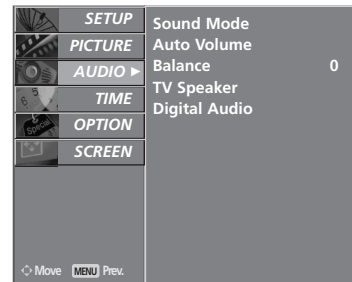 SETUP
PICTURE
AUDIO ►
TIME
OPTION
SCREEN
Move MENU Prev.
Sound Mode
Auto Volume
Balance 0
TV Speaker
Digital Audio
Special